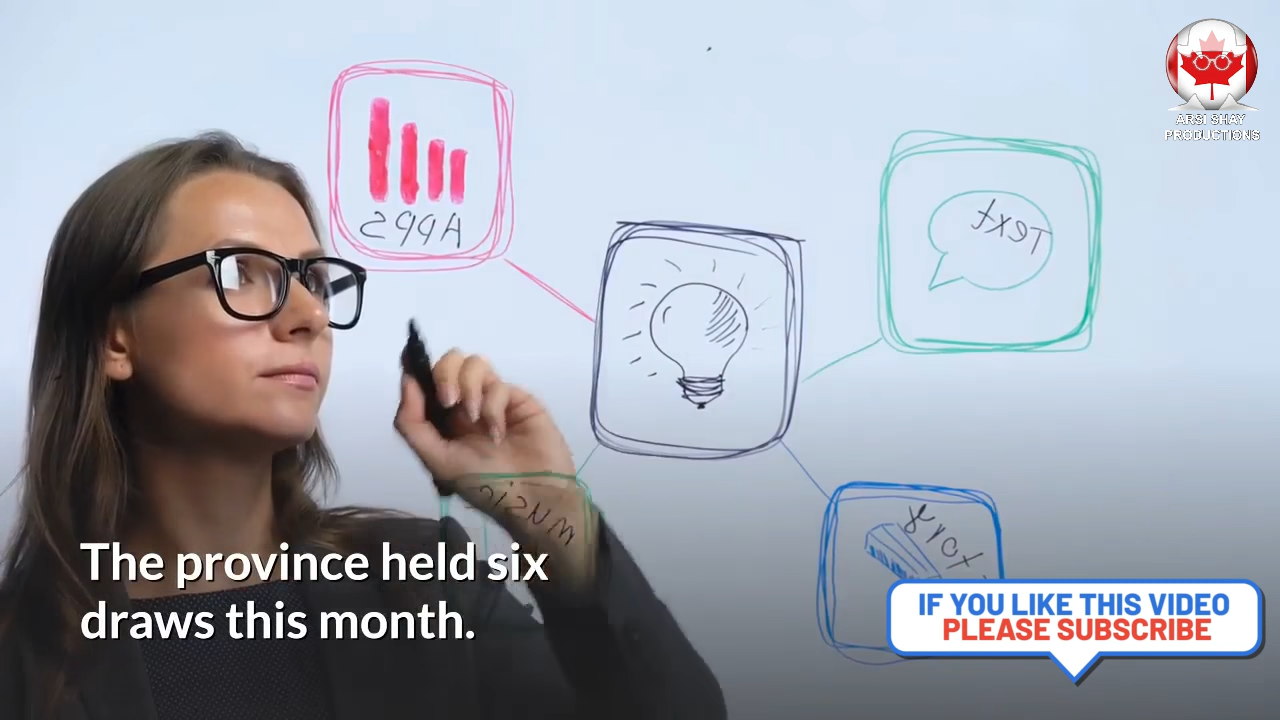 ARSI SHAY
PRODUCTIONS
Apps
Text
Music
The province held six
draws this month.
IF YOU LIKE THIS VIDEO
PLEASE SUBSCRIBE